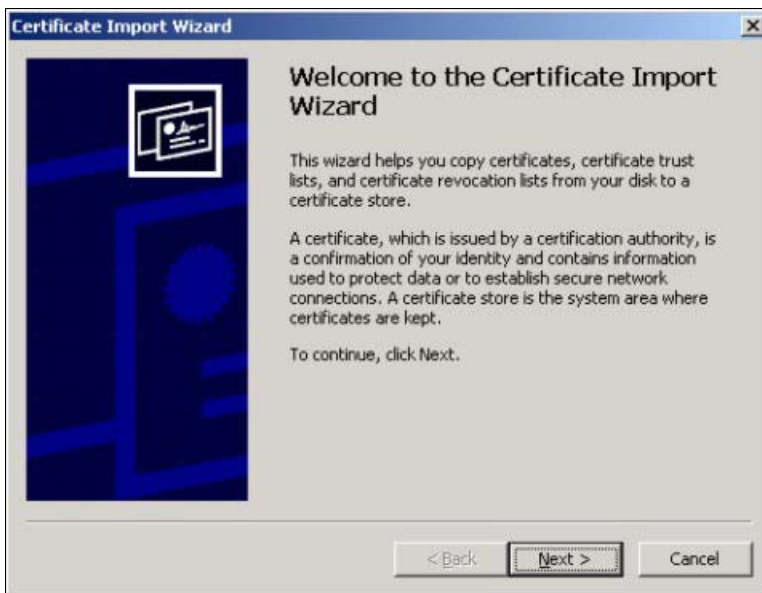 Certificate Import Wizard
Welcome to the Certificate Import
Wizard
This wizard helps you copy certificates, certificate trust
lists, and certificate revocation lists from your disk to a
certificate store.
A certificate, which is issued by a certification authority, is
a confirmation of your identity and contains information
used to protect data or to establish secure network
connections. A certificate store is the system area where
certificates are kept.
To continue, click Next.
< Back
Next >
Cancel